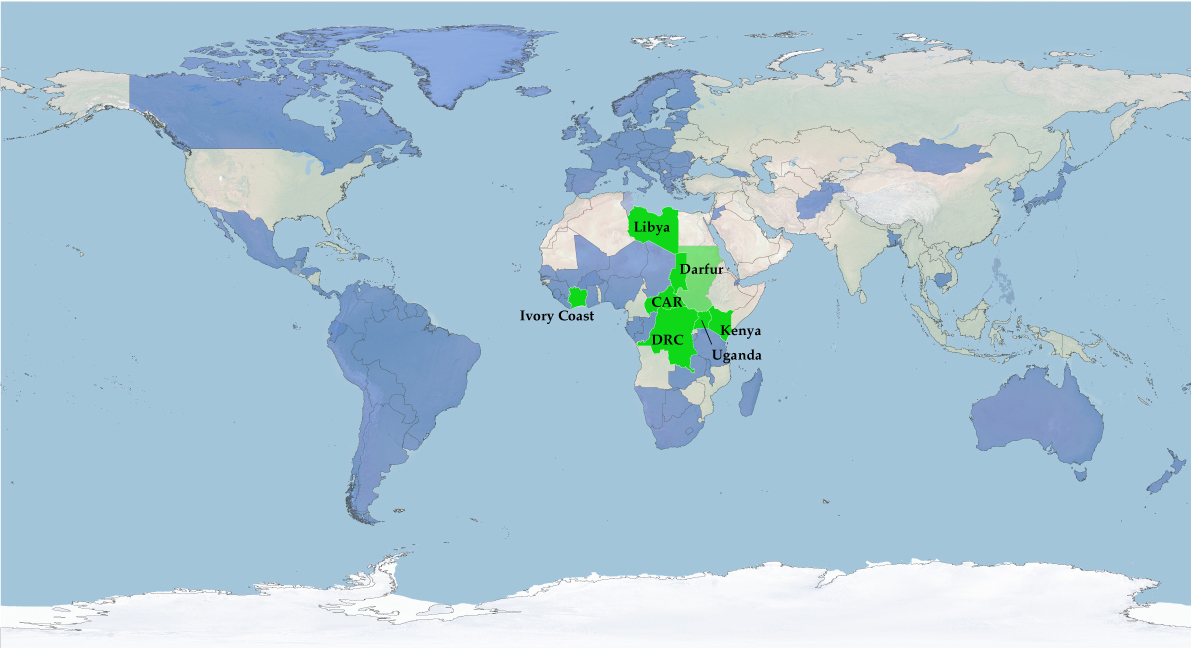 Libya
Darfur
CAR
Ivory Coast
Kenya
DRC
Uganda